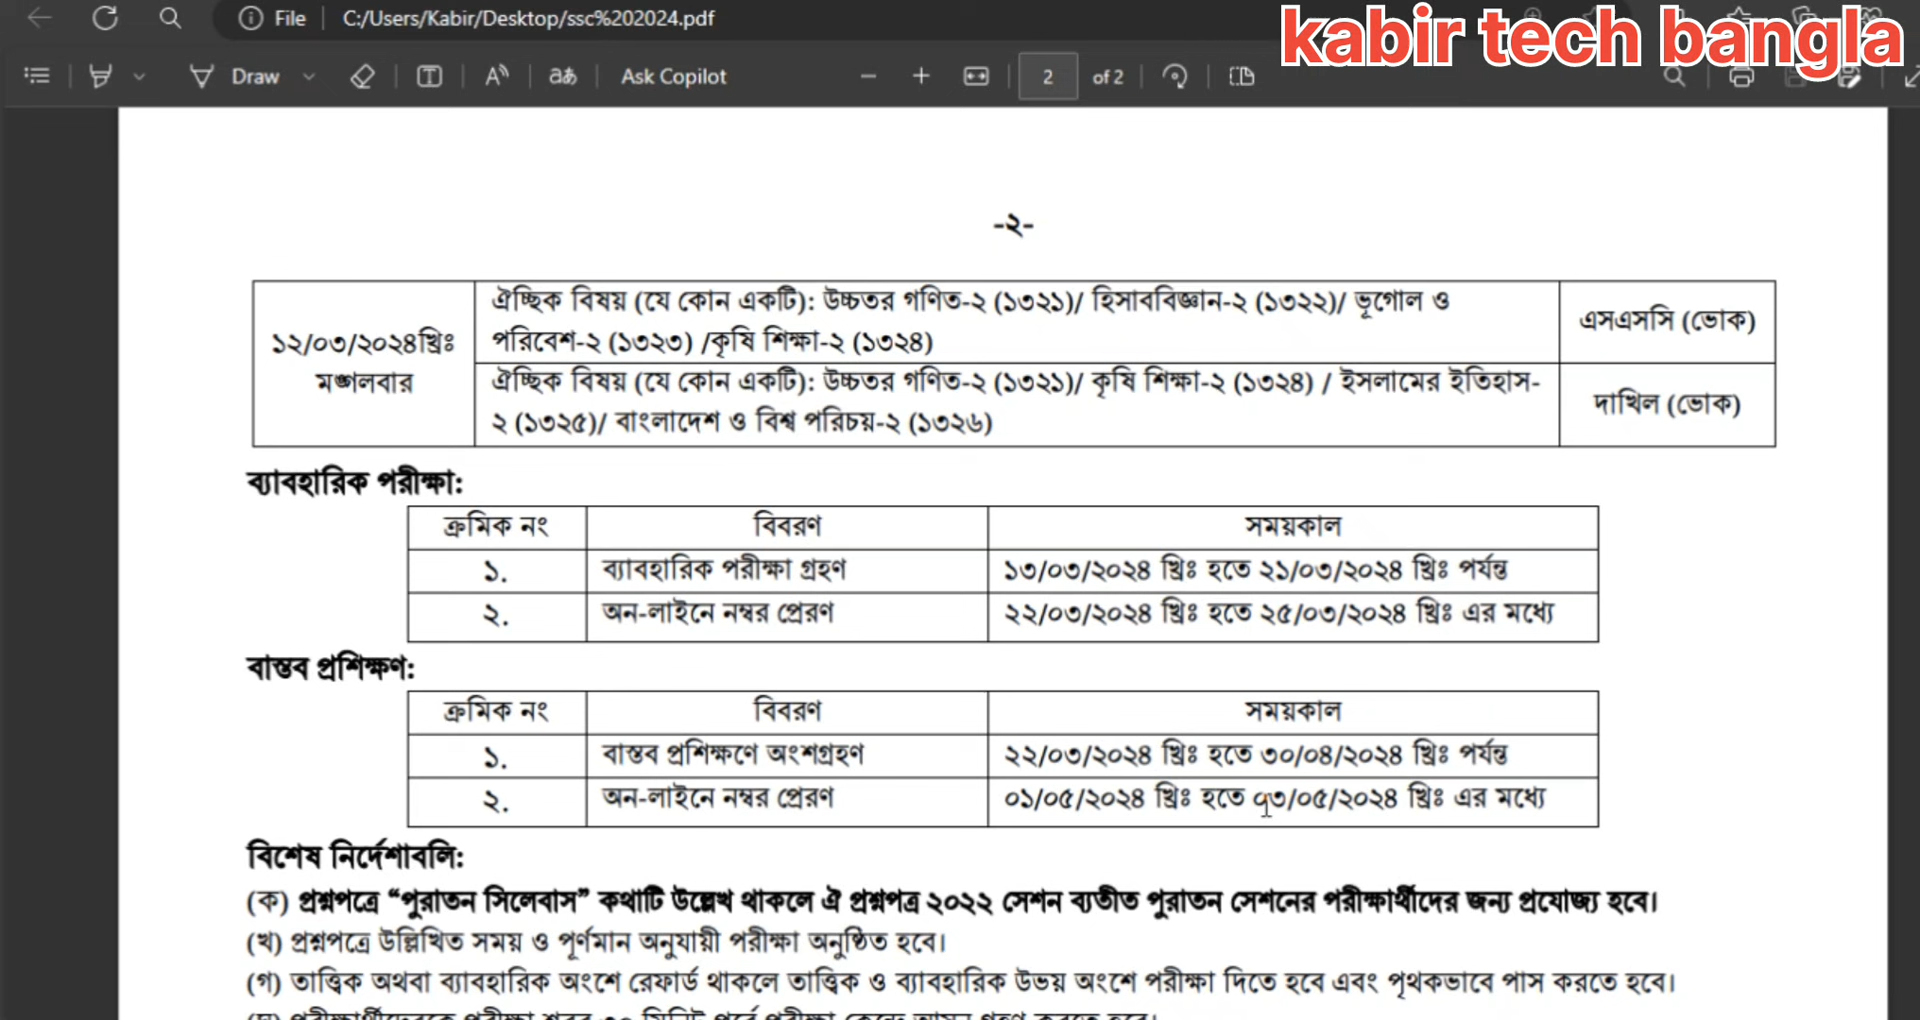 File C:/Users/Kabir/Desktop/ssc%202024.pdf
kabir tech bangla
Draw Ask Copilot 2 of 2
-২-
১২/০৩/২০২৪খ্রিঃ
মঙ্গলবার
ঐচ্ছিক বিষয় (যে কোন একটি): উচ্চতর গণিত-২ (১৩২১)/ হিসাববিজ্ঞান-২ (১৩২২)/ ভূগোল ও
পরিবেশ-২ (১৩২৩) /কৃষি শিক্ষা-২ (১৩২৪)
এসএসসি (ভোক)
ঐচ্ছিক বিষয় (যে কোন একটি): উচ্চতর গণিত-২ (১৩২১)/ কৃষি শিক্ষা-২ (১৩২৪) / ইসলামের ইতিহাস-
২ (১৩২৫)/ বাংলাদেশ ও বিশ্ব পরিচয়-২ (১৩২৬)
দাখিল (ভোক)
ব্যাবহারিক পরীক্ষা:
ক্রমিক নং বিবরণ সময়কাল
১. ব্যাবহারিক পরীক্ষা গ্রহণ ১৩/০৩/২০২৪ খ্রিঃ হতে ২১/০৩/২০২৪ খ্রিঃ পর্যন্ত
২. অন-লাইনে নম্বর প্রেরণ ২২/০৩/২০২৪ খ্রিঃ হতে ২৫/০৩/২০২৪ খ্রিঃ এর মধ্যে
বাস্তব প্রশিক্ষণ:
ক্রমিক নং বিবরণ সময়কাল
১. বাস্তব প্রশিক্ষণে অংশগ্রহণ ২২/০৩/২০২৪ খ্রিঃ হতে ৩০/০৪/২০২৪ খ্রিঃ পর্যন্ত
২. অন-লাইনে নম্বর প্রেরণ ০১/০৫/২০২৪ খ্রিঃ হতে ০৩/০৫/২০২৪ খ্রিঃ এর মধ্যে
বিশেষ নির্দেশাবলি:
(ক) প্রশ্নপত্রে “পুরাতন সিলেবাস” কথাটি উল্লেখ থাকলে ঐ প্রশ্নপত্র ২০২২ সেশন ব্যতীত পুরাতন সেশনের পরীক্ষার্থীদের জন্য প্রযোজ্য হবে।
(খ) প্রশ্নপত্রে উল্লিখিত সময় ও পূর্ণমান অনুযায়ী পরীক্ষা অনুষ্ঠিত হবে।
(গ) তাত্ত্বিক অথবা ব্যাবহারিক অংশে রেফার্ড থাকলে তাত্ত্বিক ও ব্যাবহারিক উভয় অংশে পরীক্ষা দিতে হবে এবং পৃথকভাবে পাস করতে হবে।